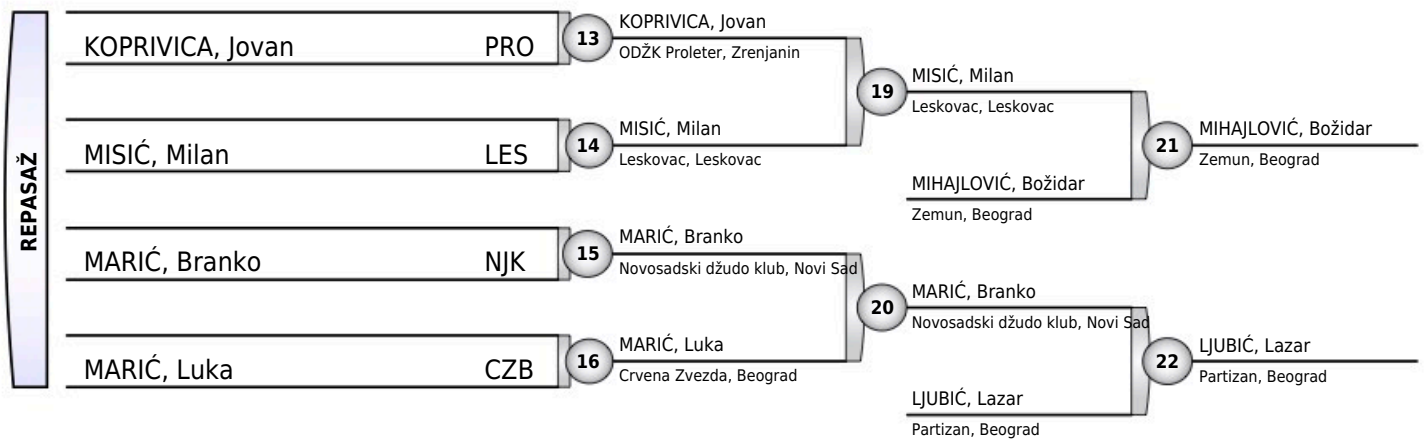 REPASAŽ
KOPRIVICA, Jovan PRO
13
KOPRIVICA, Jovan
ODŽK Proleter, Zrenjanin
MISIĆ, Milan LES
14
MISIĆ, Milan
Leskovac, Leskovac
19
MISIĆ, Milan
Leskovac, Leskovac
MIHAJLOVIĆ, Božidar
Zemun, Beograd
21
MIHAJLOVIĆ, Božidar
Zemun, Beograd
MARIĆ, Branko NJK
15
MARIĆ, Branko
Novosadski džudo klub, Novi Sad
MARIĆ, Luka CZB
16
MARIĆ, Luka
Crvena Zvezda, Beograd
20
MARIĆ, Branko
Novosadski džudo klub, Novi Sad
LJUBIĆ, Lazar
Partizan, Beograd
22
LJUBIĆ, Lazar
Partizan, Beograd